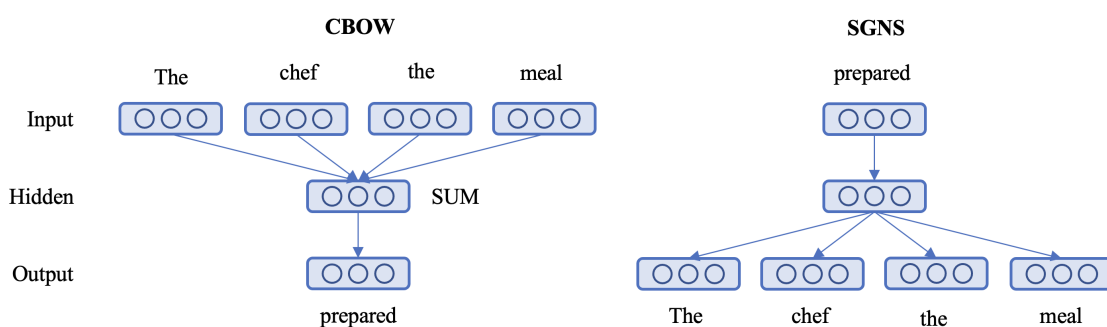 CBOW SGNS
The chef the meal prepared
Input
Hidden SUM
Output
prepared The chef the meal